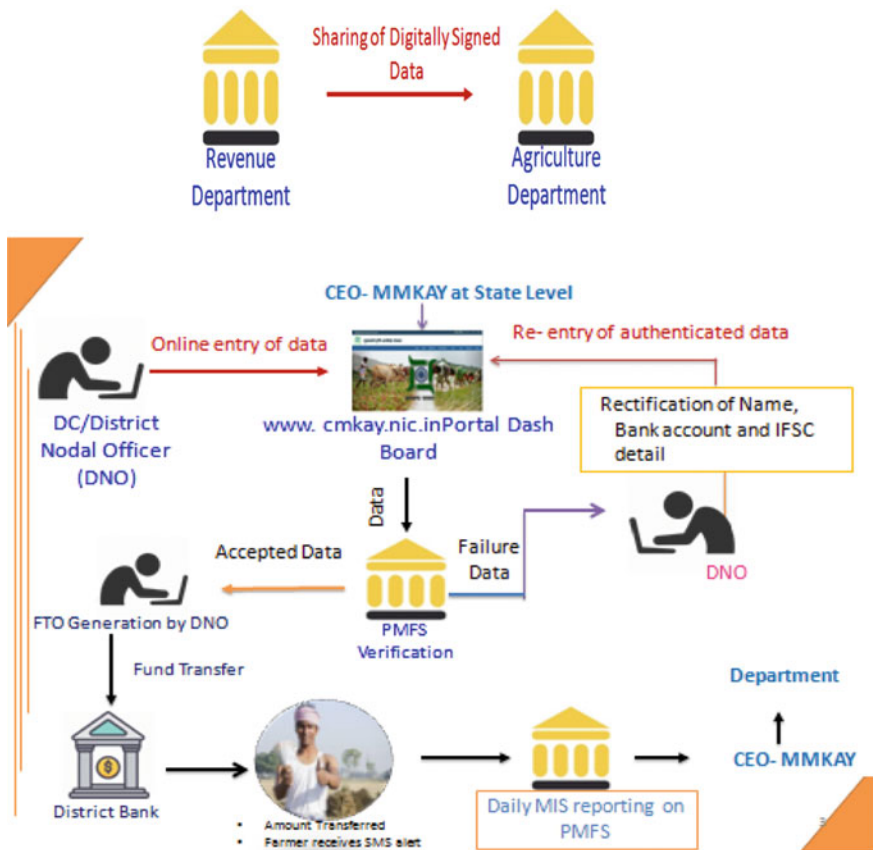 Sharing of Digitally Signed
Data
Revenue
Department
Agriculture
Department
CEO- MMKAY at State Level
Online entry of data
Re- entry of authenticated data
DC/District
Nodal Officer
(DNO)
www. cmkay.nic.inPortal Dash
Board
Rectification of Name,
Bank account and IFSC
detail
Data
Accepted Data
Failure
Data
DNO
FTO Generation by DNO
PMFS
Verification
Fund Transfer
Department
CEO- MMKAY
District Bank
Daily MIS reporting on
PMFS
• Amount Transferred
• Farmer receives SMS alert